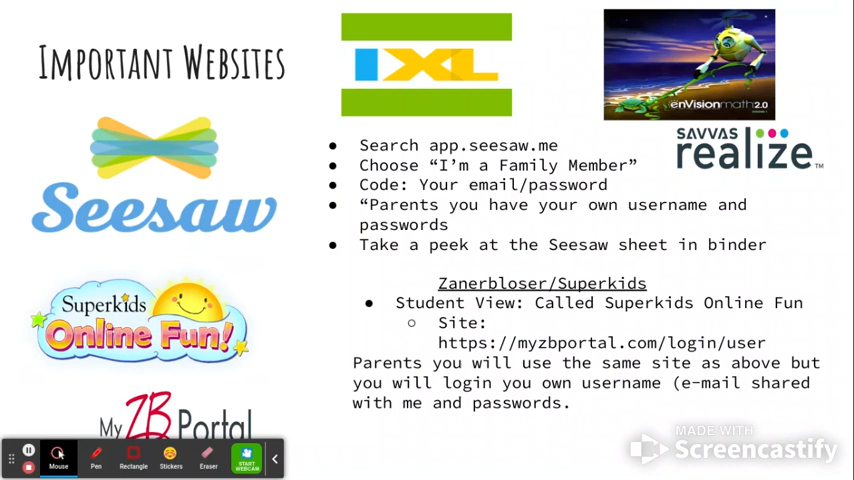 IMPORTANT WEBSITES
IXL
enVisionmath2.0
SAVVAS
realize™
Seesaw
● Search app.seesaw.me
● Choose “I’m a Family Member”
● Code: Your email/password
● “Parents you have your own username and
passwords
● Take a peek at the Seesaw sheet in binder
Superkids
Online Fun!
Zanerbloser/Superkids
● Student View: Called Superkids Online Fun
○ Site:
https://myzbportal.com/login/user
Parents you will use the same site as above but
you will login you own username (e-mail shared
with me and passwords.
My ZB Portal
Mouse
Pen
Rectangle
Stickers
Eraser
START
WEBCAM
MADE WITH
Screencastify